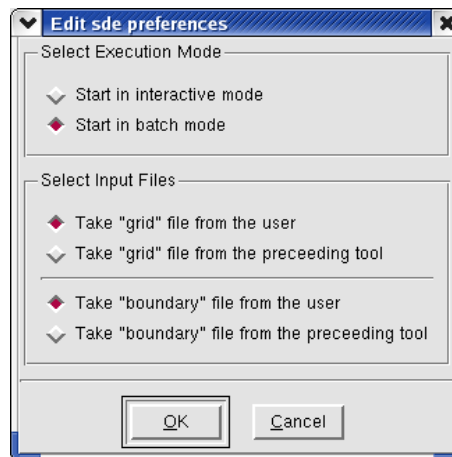 Edit sde preferences
Select Execution Mode
Start in interactive mode
Start in batch mode
Select Input Files
Take "grid" file from the user
Take "grid" file from the preceeding tool
Take "boundary" file from the user
Take "boundary" file from the preceeding tool
OK
Cancel